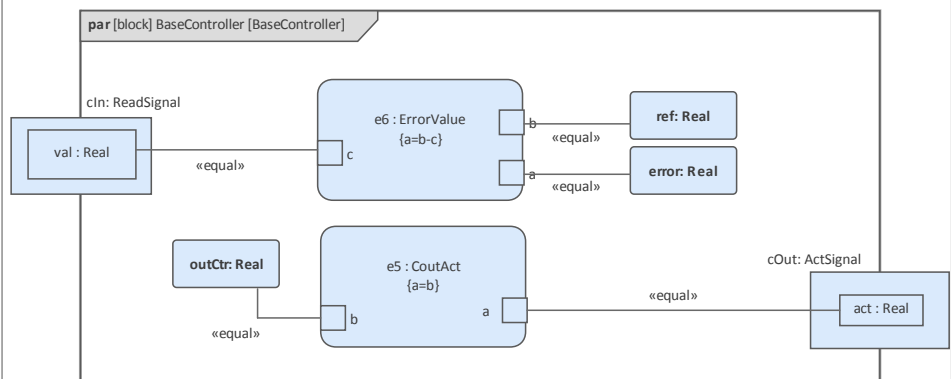 par [block] BaseController [BaseController]
cIn: ReadSignal
val : Real
«equal»
e6 : ErrorValue
{a=b-c}
c
b
«equal»
ref: Real
a
«equal»
error: Real
outCtr: Real
«equal»
e5 : CoutAct
{a=b}
b
a
«equal»
cOut: ActSignal
act : Real